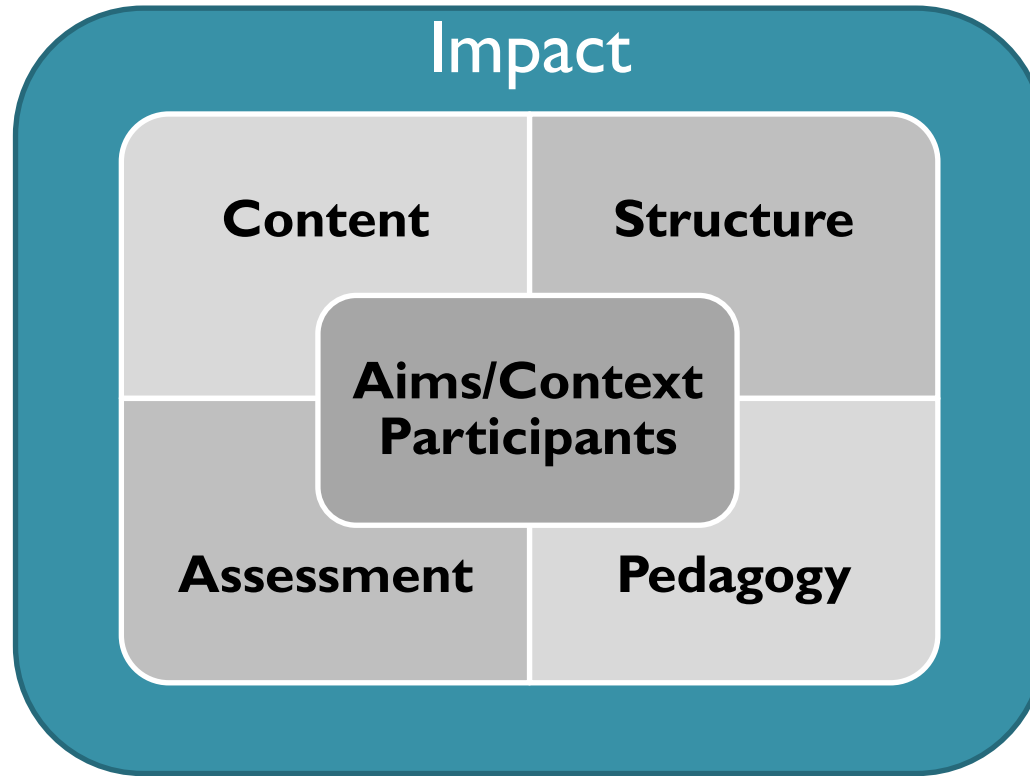 Impact
Content
Structure
Aims/Context
Participants
Assessment
Pedagogy